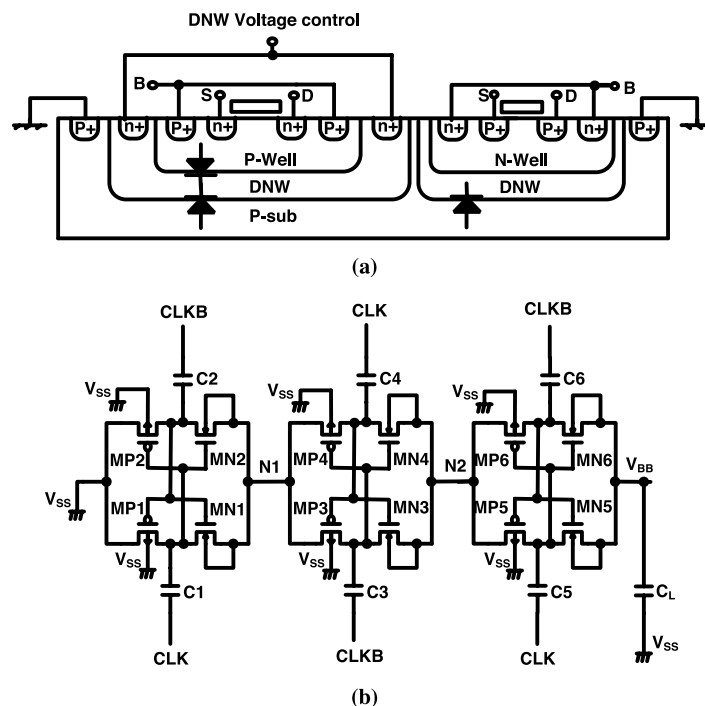 DNW Voltage control
B S D S D B
P+ n+ P+ n+ n+ P+ n+ n+ P+ P+ n+ P+
P-Well N-Well
DNW DNW
P-sub
(a)
CLKB CLK CLKB
C2 C4 C6
VSS VSS VSS
MP2 MN2 MP4 MN4 MP6 MN6
N1 N2 VBB
VSS
MP1 MN1 MP3 MN3 MP5 MN5
VSS VSS VSS
C1 C3 C5 CL
VSS
CLK CLKB CLK
(b)